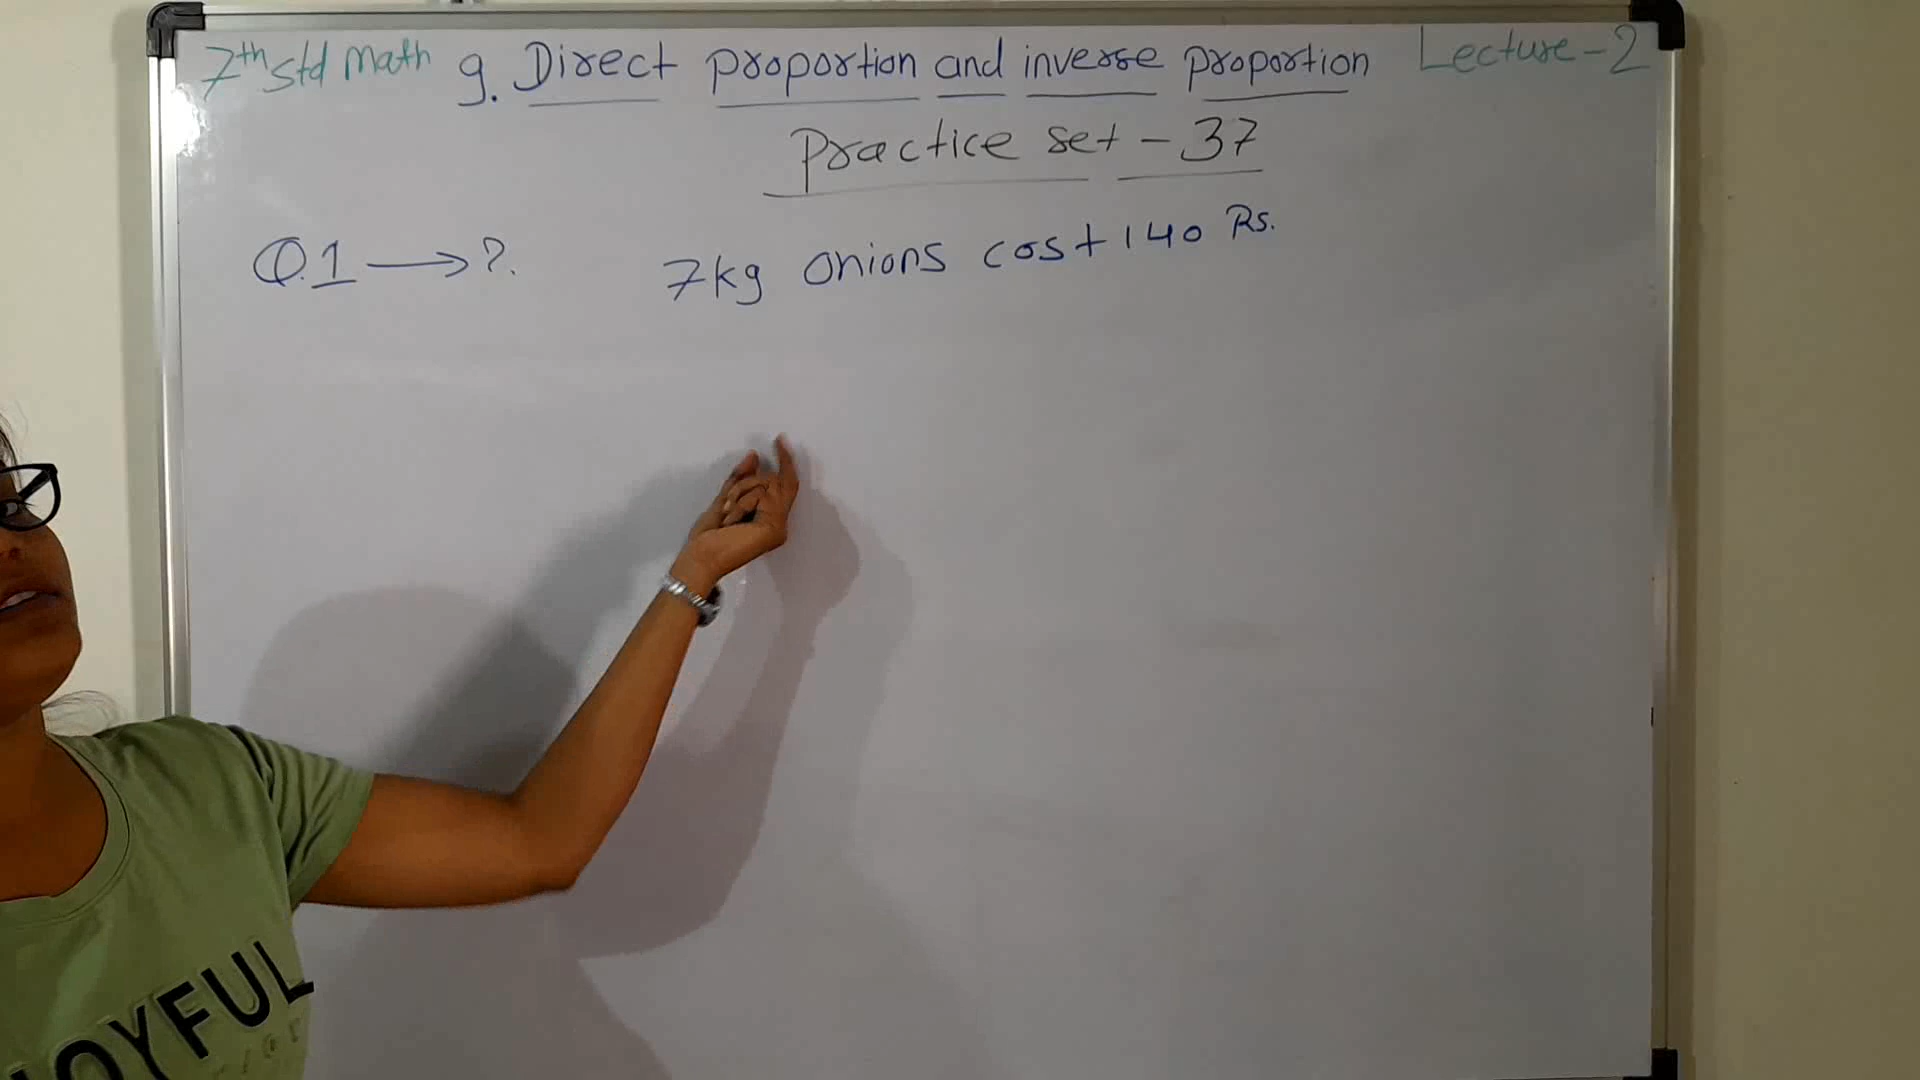 7th std Math 9. Direct proportion and inverse proportion Lecture - 2
Practice set - 37
Q.1 → ?. 7kg onions cost 140 Rs.
JOYFUL